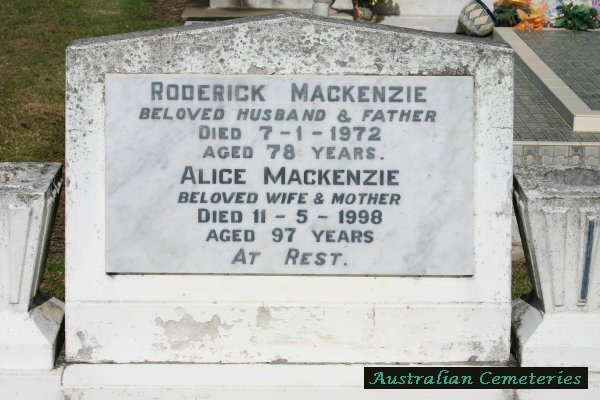 Roderick Mackenzie
BELOVED HUSBAND & FATHER
DIED 7-1-1972
AGED 78 YEARS.
Alice Mackenzie
BELOVED WIFE & MOTHER
DIED 11-5-1998
AGED 97 YEARS
At Rest.
Australian Cemeteries